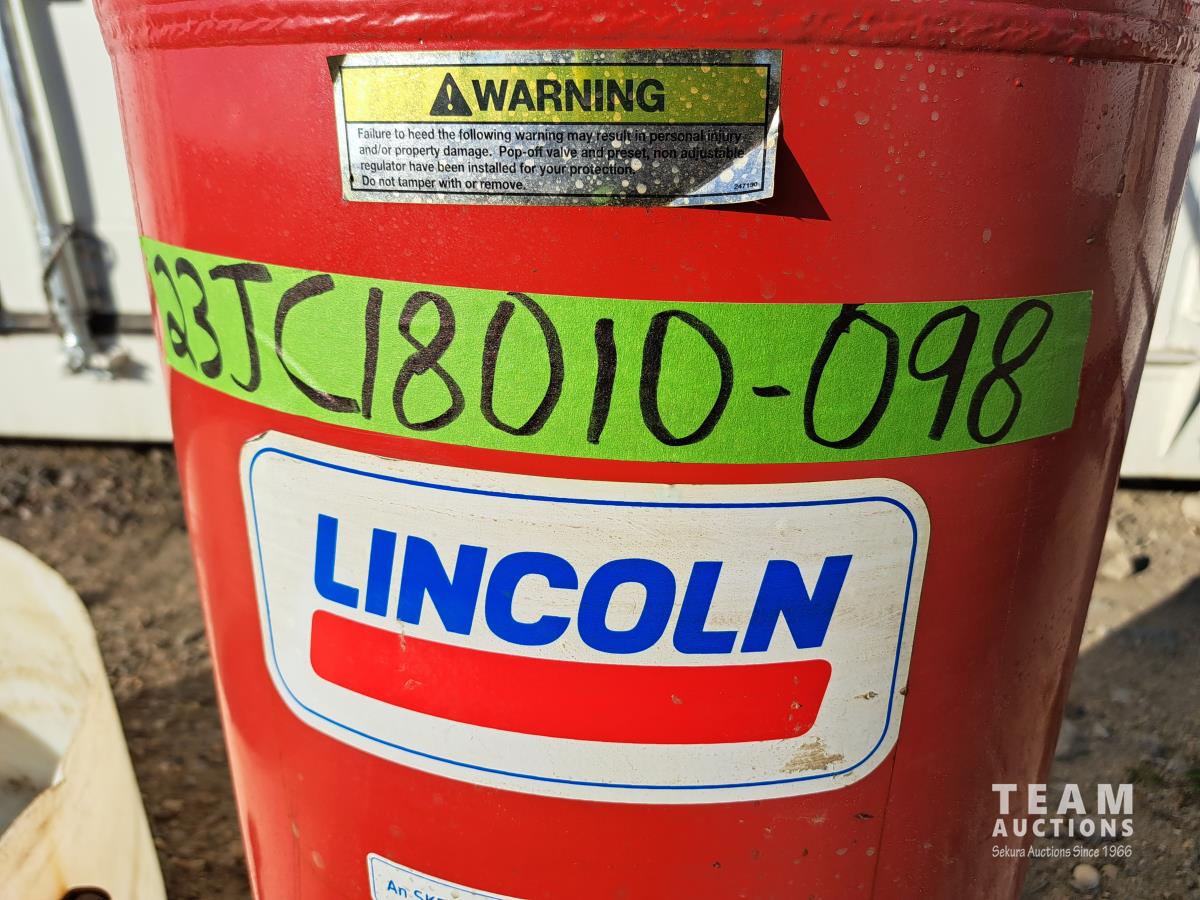 WARNING
Failure to heed the following warning may result in personal injury
and/or property damage. Pop-off valve and preset, non adjustable
regulator have been installed for your protection.
Do not tamper with or remove.
247190
23JC18010-098
LINCOLN
An
TEAM
AUCTIONS
Sekura Auctions Since 1966